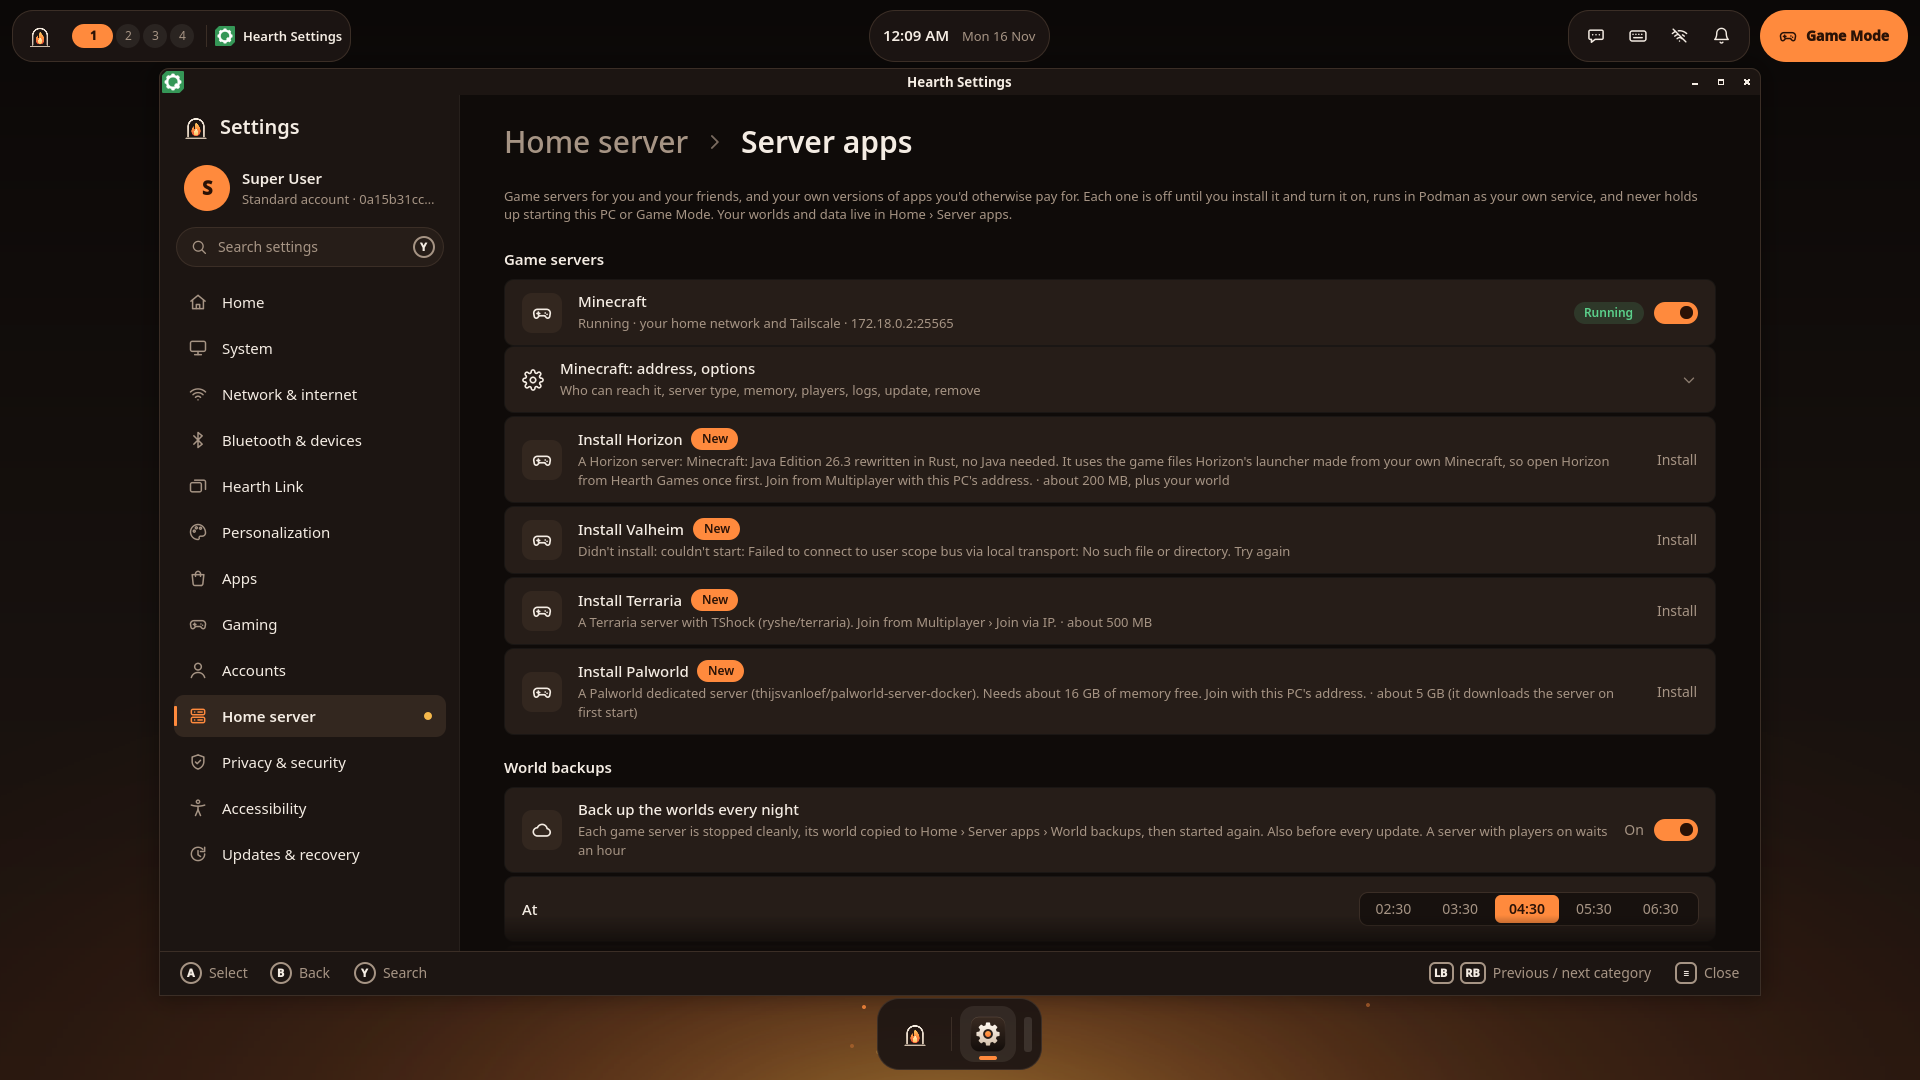 1 2 3 4 Hearth Settings
12:09 AM Mon 16 Nov
Game Mode
Hearth Settings
Settings
S
Super User
Standard account · 0a15b31cc...
Search settings Y
Home
System
Network & internet
Bluetooth & devices
Hearth Link
Personalization
Apps
Gaming
Accounts
Home server
Privacy & security
Accessibility
Updates & recovery
Home server › Server apps
Game servers for you and your friends, and your own versions of apps you'd otherwise pay for. Each one is off until you install it and turn it on, runs in Podman as your own service, and never holds
up starting this PC or Game Mode. Your worlds and data live in Home › Server apps.
Game servers
Minecraft
Running · your home network and Tailscale · 172.18.0.2:25565
Running
Minecraft: address, options
Who can reach it, server type, memory, players, logs, update, remove
Install Horizon New
A Horizon server: Minecraft: Java Edition 26.3 rewritten in Rust, no Java needed. It uses the game files Horizon's launcher made from your own Minecraft, so open Horizon
from Hearth Games once first. Join from Multiplayer with this PC's address. · about 200 MB, plus your world
Install
Install Valheim New
Didn't install: couldn't start: Failed to connect to user scope bus via local transport: No such file or directory. Try again
Install
Install Terraria New
A Terraria server with TShock (ryshe/terraria). Join from Multiplayer › Join via IP. · about 500 MB
Install
Install Palworld New
A Palworld dedicated server (thijsvanloef/palworld-server-docker). Needs about 16 GB of memory free. Join with this PC's address. · about 5 GB (it downloads the server on
first start)
Install
World backups
Back up the worlds every night
Each game server is stopped cleanly, its world copied to Home › Server apps › World backups, then started again. Also before every update. A server with players on waits
an hour
On
At
02:30 03:30 04:30 05:30 06:30
A Select B Back Y Search
LB RB Previous / next category Close